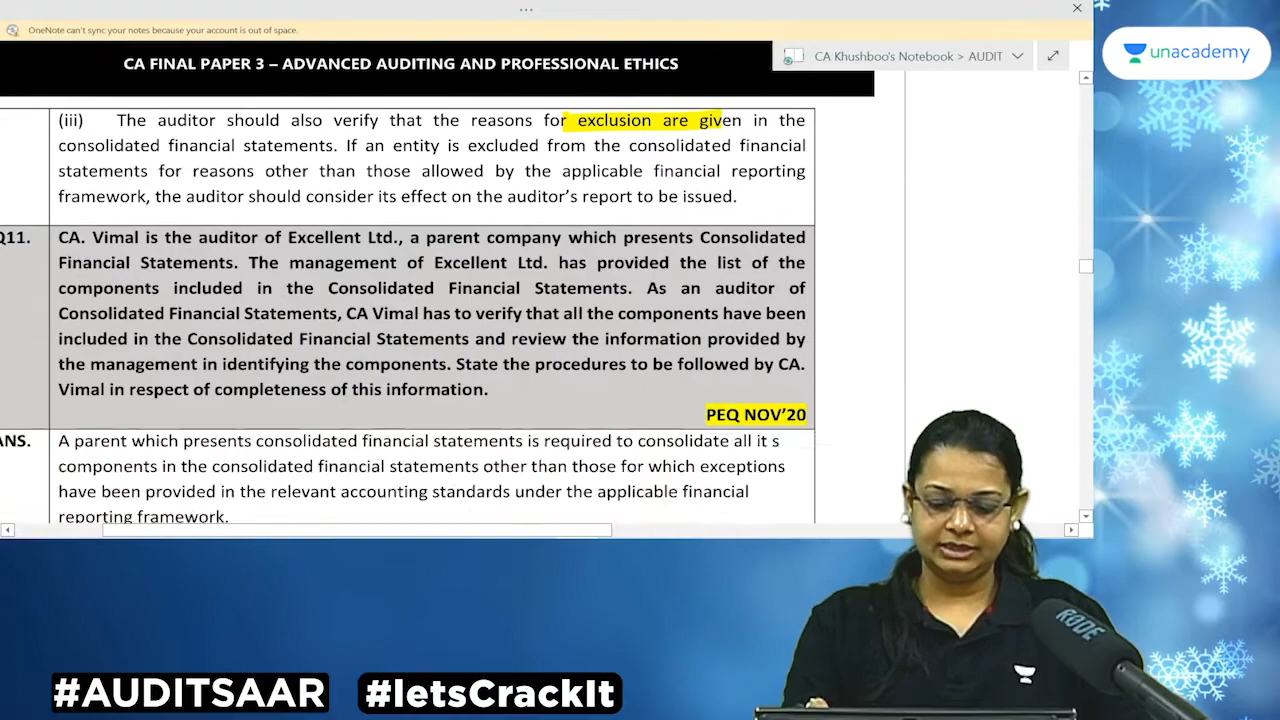 OneNote can't sync your notes because your account is out of space.
CA FINAL PAPER 3 – ADVANCED AUDITING AND PROFESSIONAL ETHICS
CA Khushboo's Notebook > AUDIT
unacademy
(iii) The auditor should also verify that the reasons for exclusion are given in the
consolidated financial statements. If an entity is excluded from the consolidated financial
statements for reasons other than those allowed by the applicable financial reporting
framework, the auditor should consider its effect on the auditor's report to be issued.
Q11. CA. Vimal is the auditor of Excellent Ltd., a parent company which presents Consolidated
Financial Statements. The management of Excellent Ltd. has provided the list of the
components included in the Consolidated Financial Statements. As an auditor of
Consolidated Financial Statements, CA Vimal has to verify that all the components have been
included in the Consolidated Financial Statements and review the information provided by
the management in identifying the components. State the procedures to be followed by CA.
Vimal in respect of completeness of this information.
PEQ NOV'20
ANS. A parent which presents consolidated financial statements is required to consolidate all it s
components in the consolidated financial statements other than those for which exceptions
have been provided in the relevant accounting standards under the applicable financial
reporting framework.
RODE
#AUDITSAAR #letsCrackIt